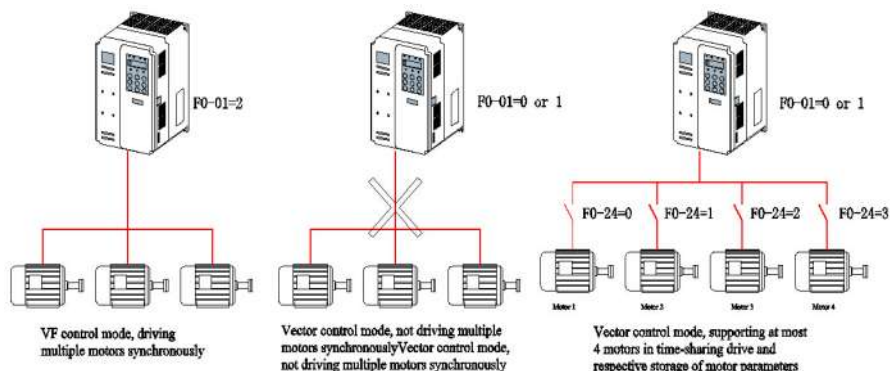 F0-01=2
F0-01=0 or 1
F0-01=0 or 1
F0-24=0
F0-24=1
F0-24=2
F0-24=3
Motor 1
Motor 2
Motor 3
Motor 4
VF control mode, driving
multiple motors synchronously
Vector control mode, not driving multiple
motors synchronouslyVector control mode,
not driving multiple motors synchronously
Vector control mode, supporting at most
4 motors in time-sharing drive and
respective storage of motor parameters